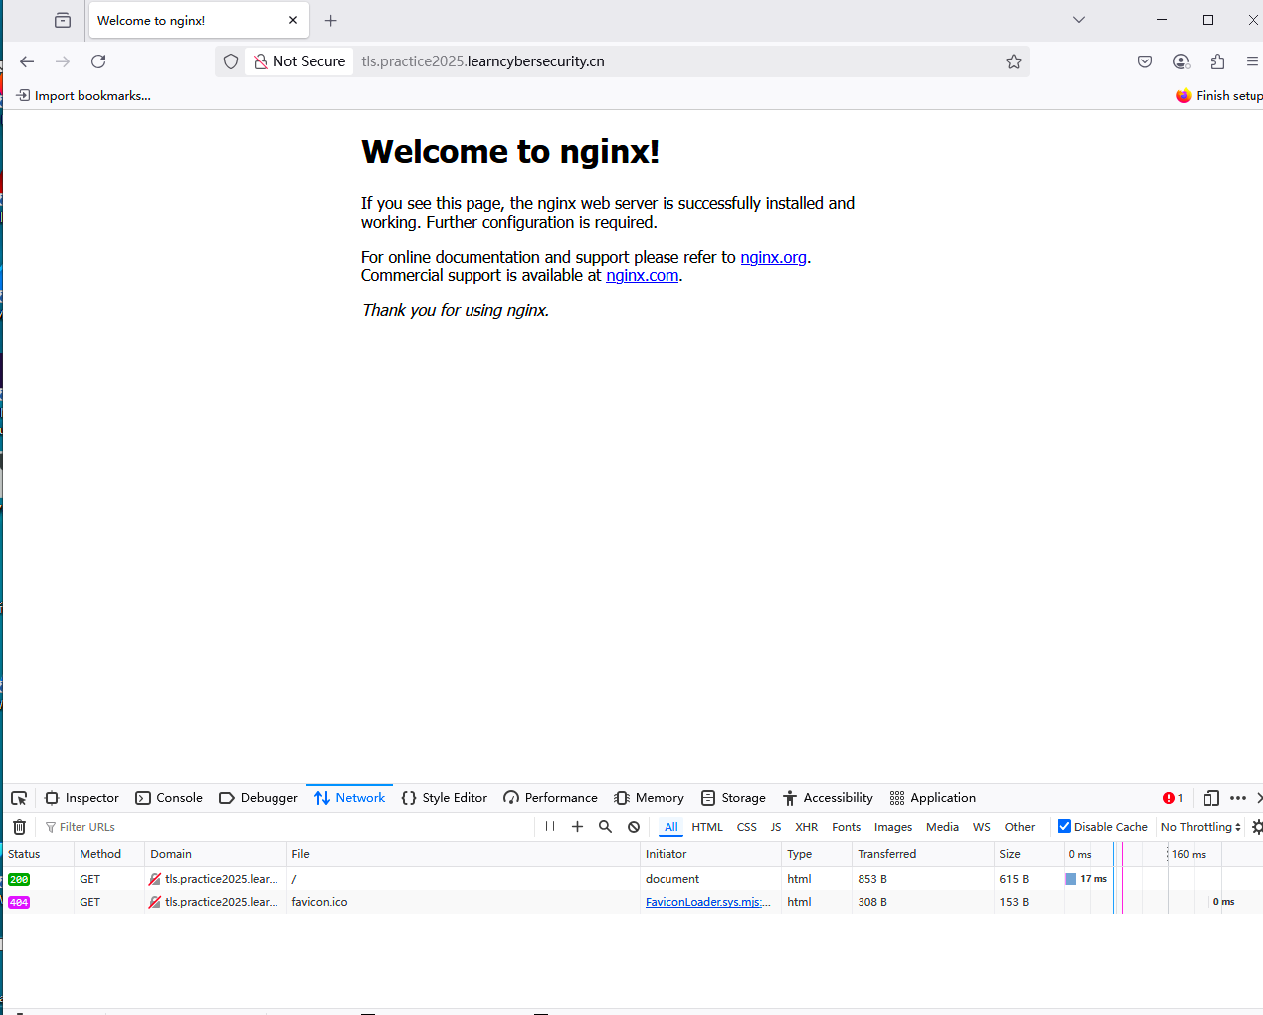 Welcome to nginx!
Not Secure tls.practice2025.learncybersecurity.cn
Import bookmarks...
Finish setup
Welcome to nginx!
If you see this page, the nginx web server is successfully installed and
working. Further configuration is required.
For online documentation and support please refer to nginx.org.
Commercial support is available at nginx.com.
Thank you for using nginx.
Inspector Console Debugger Network Style Editor Performance Memory Storage Accessibility Application 1
Filter URLs All HTML CSS JS XHR Fonts Images Media WS Other Disable Cache No Throttling
Status Method Domain File Initiator Type Transferred Size 0 ms 160 ms
200 GET tls.practice2025.lear... / document html 853 B 615 B 17 ms
404 GET tls.practice2025.lear... favicon.ico FaviconLoader.sys.mjs:... html 308 B 153 B 0 ms